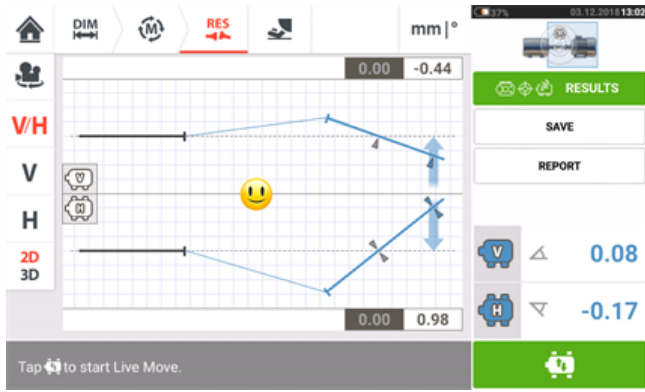 37% 03.12.2018 13:02
DIM M RES mm|°
0.00 -0.44
RESULTS
V/H
SAVE
V
V
REPORT
H
H
2D
3D
V 0.08
0.00 0.98
H -0.17
Tap to start Live Move.